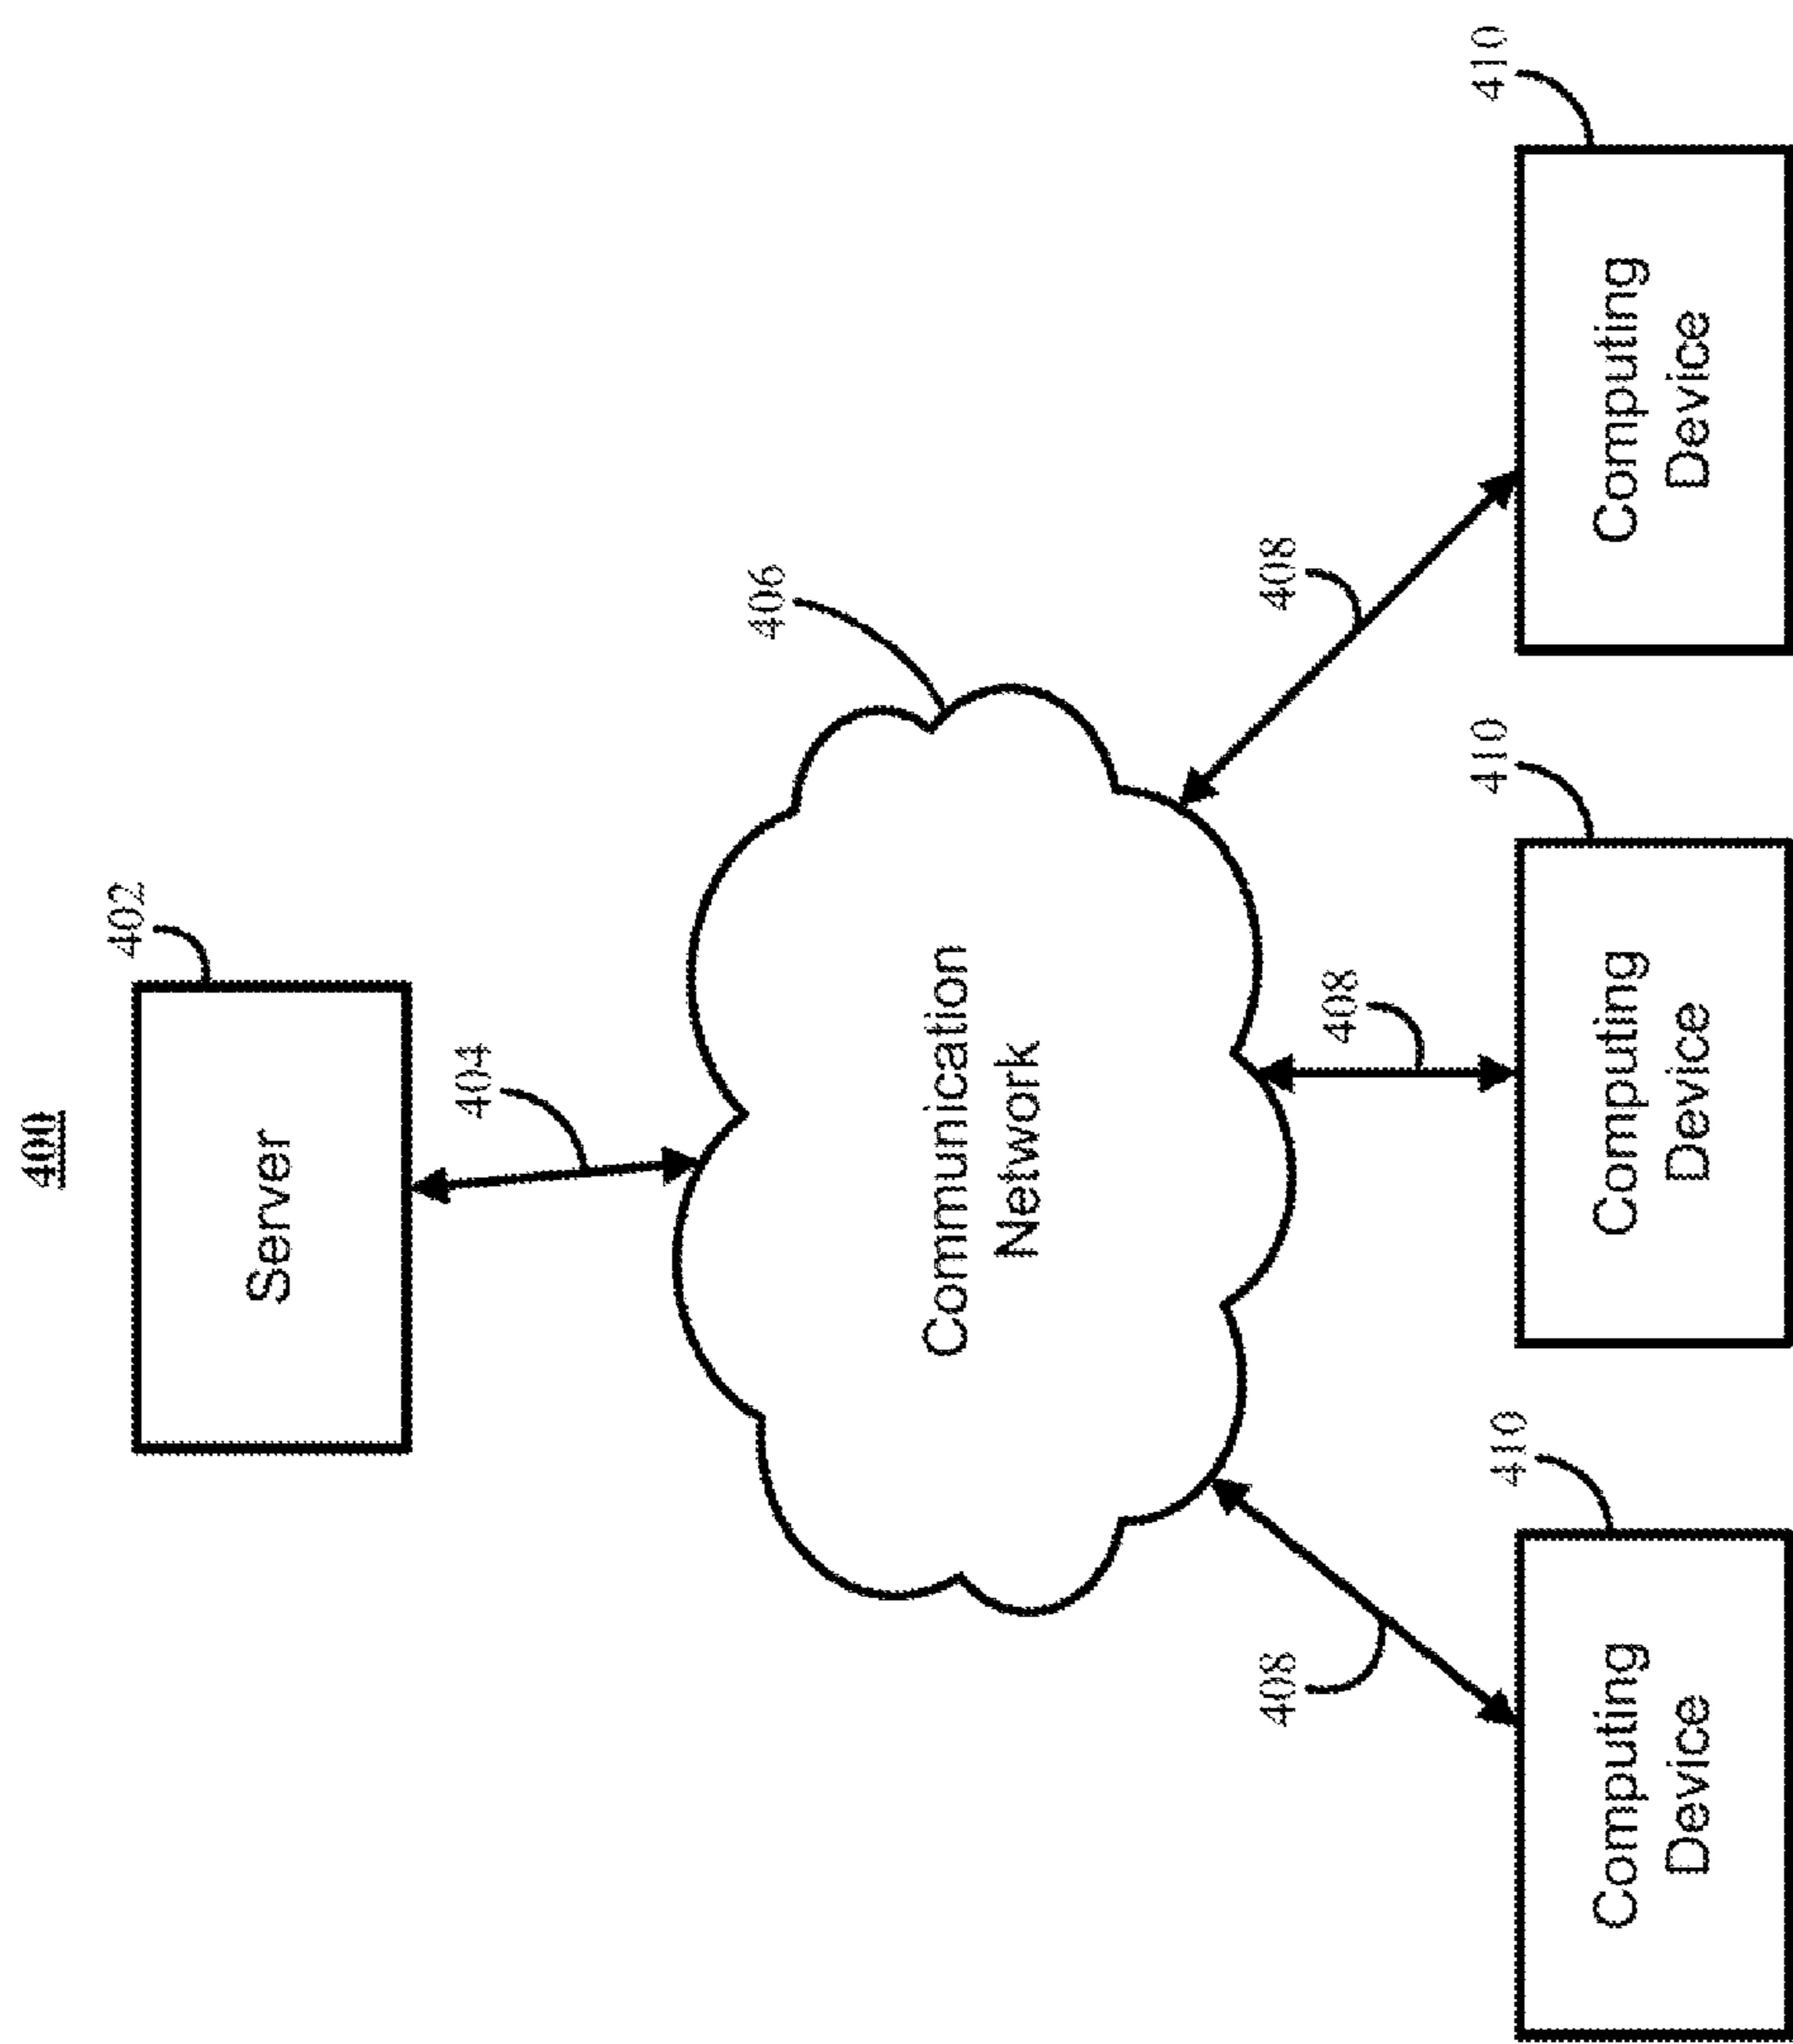 400
402
Server
404
406
Communication
Network
408
408
408
410
410
410
Computing
Device
Computing
Device
Computing
Device